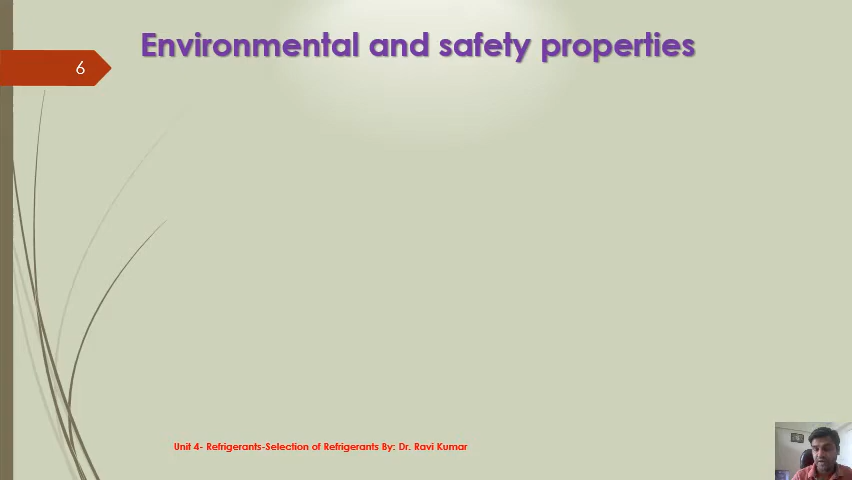 Environmental and safety properties
6
Unit 4- Refrigerants-Selection of Refrigerants By: Dr. Ravi Kumar